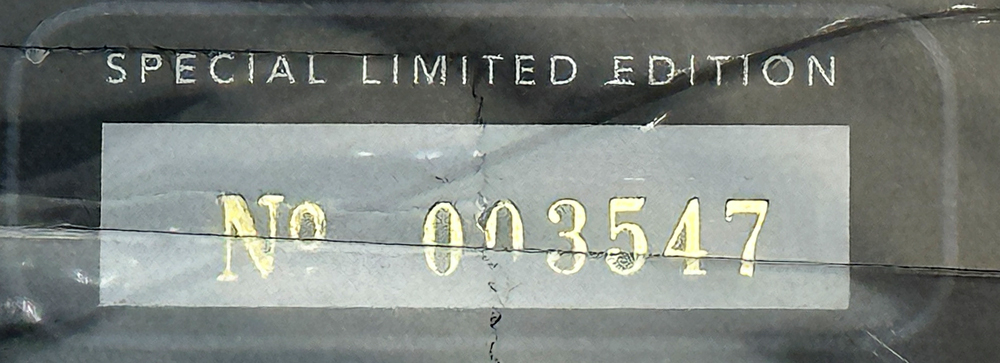 SPECIAL LIMITED EDITION
Nº 003547